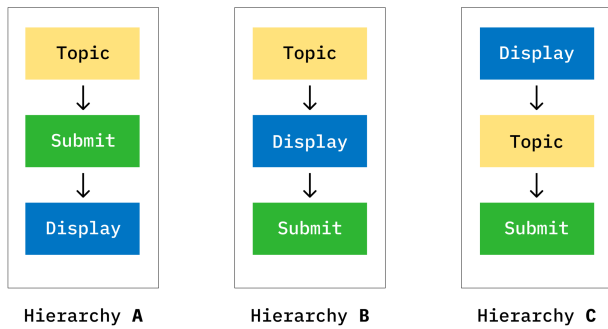 Topic
Submit
Display
Hierarchy A
Topic
Display
Submit
Hierarchy B
Display
Topic
Submit
Hierarchy C